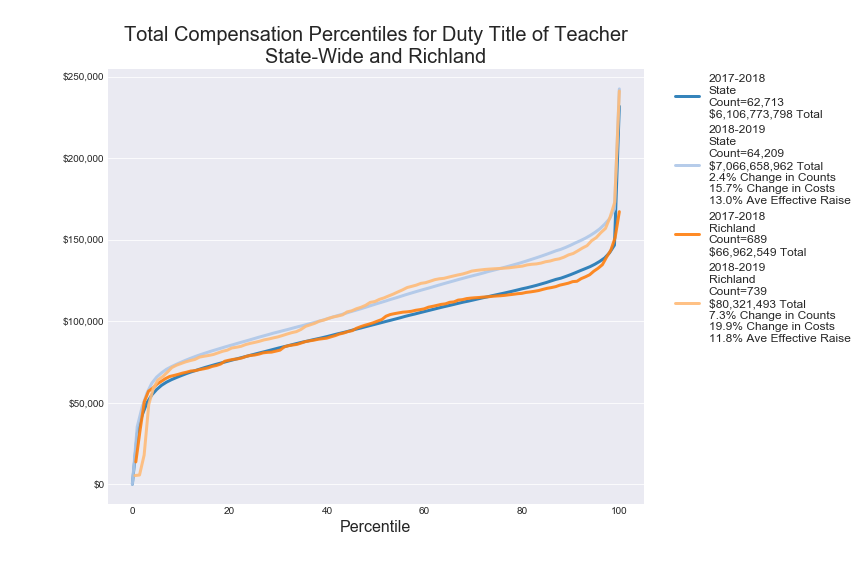 Total Compensation Percentiles for Duty Title of Teacher
State-Wide and Richland
$250,000
$200,000
$150,000
$100,000
$50,000
$0
0
20
40
60
80
100
Percentile
2017-2018
State
Count=62,713
$6,106,773,798 Total
2018-2019
State
Count=64,209
$7,066,658,962 Total
2.4% Change in Counts
15.7% Change in Costs
13.0% Ave Effective Raise
2017-2018
Richland
Count=689
$66,962,549 Total
2018-2019
Richland
Count=739
$80,321,493 Total
7.3% Change in Counts
19.9% Change in Costs
11.8% Ave Effective Raise